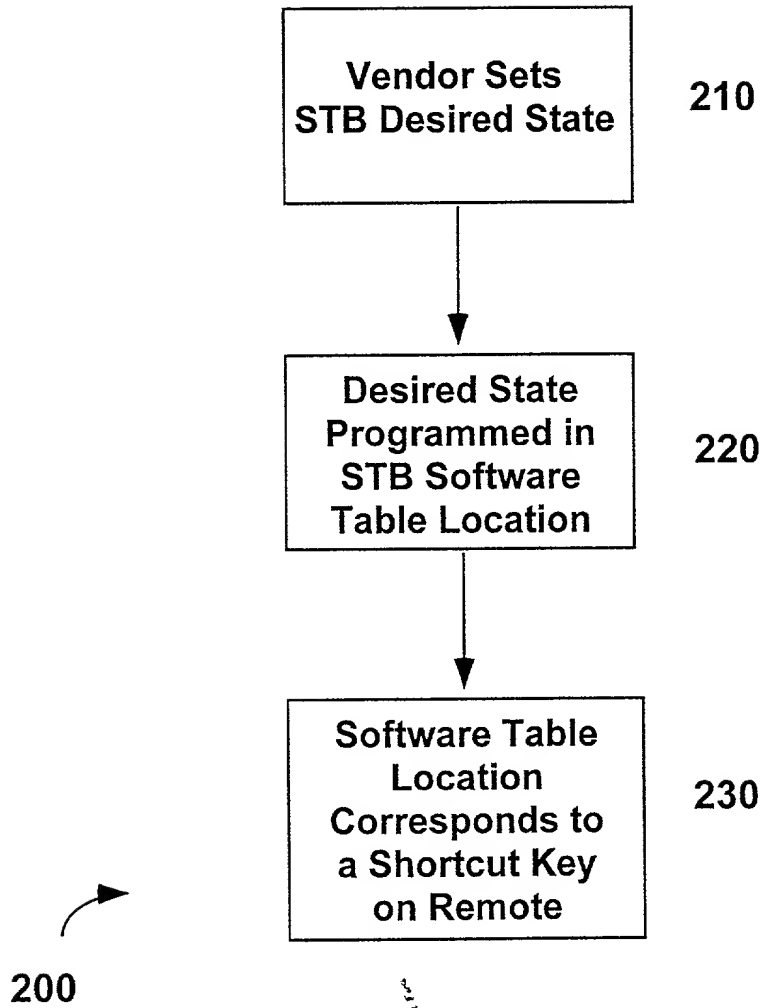 Vendor Sets
STB Desired State
210
Desired State
Programmed in
STB Software
Table Location
220
Software Table
Location
Corresponds to
a Shortcut Key
on Remote
230
200